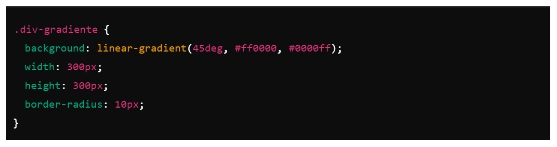 .div-gradiente {
  background: linear-gradient(45deg, #ff0000, #0000ff);
  width: 300px;
  height: 300px;
  border-radius: 10px;
}